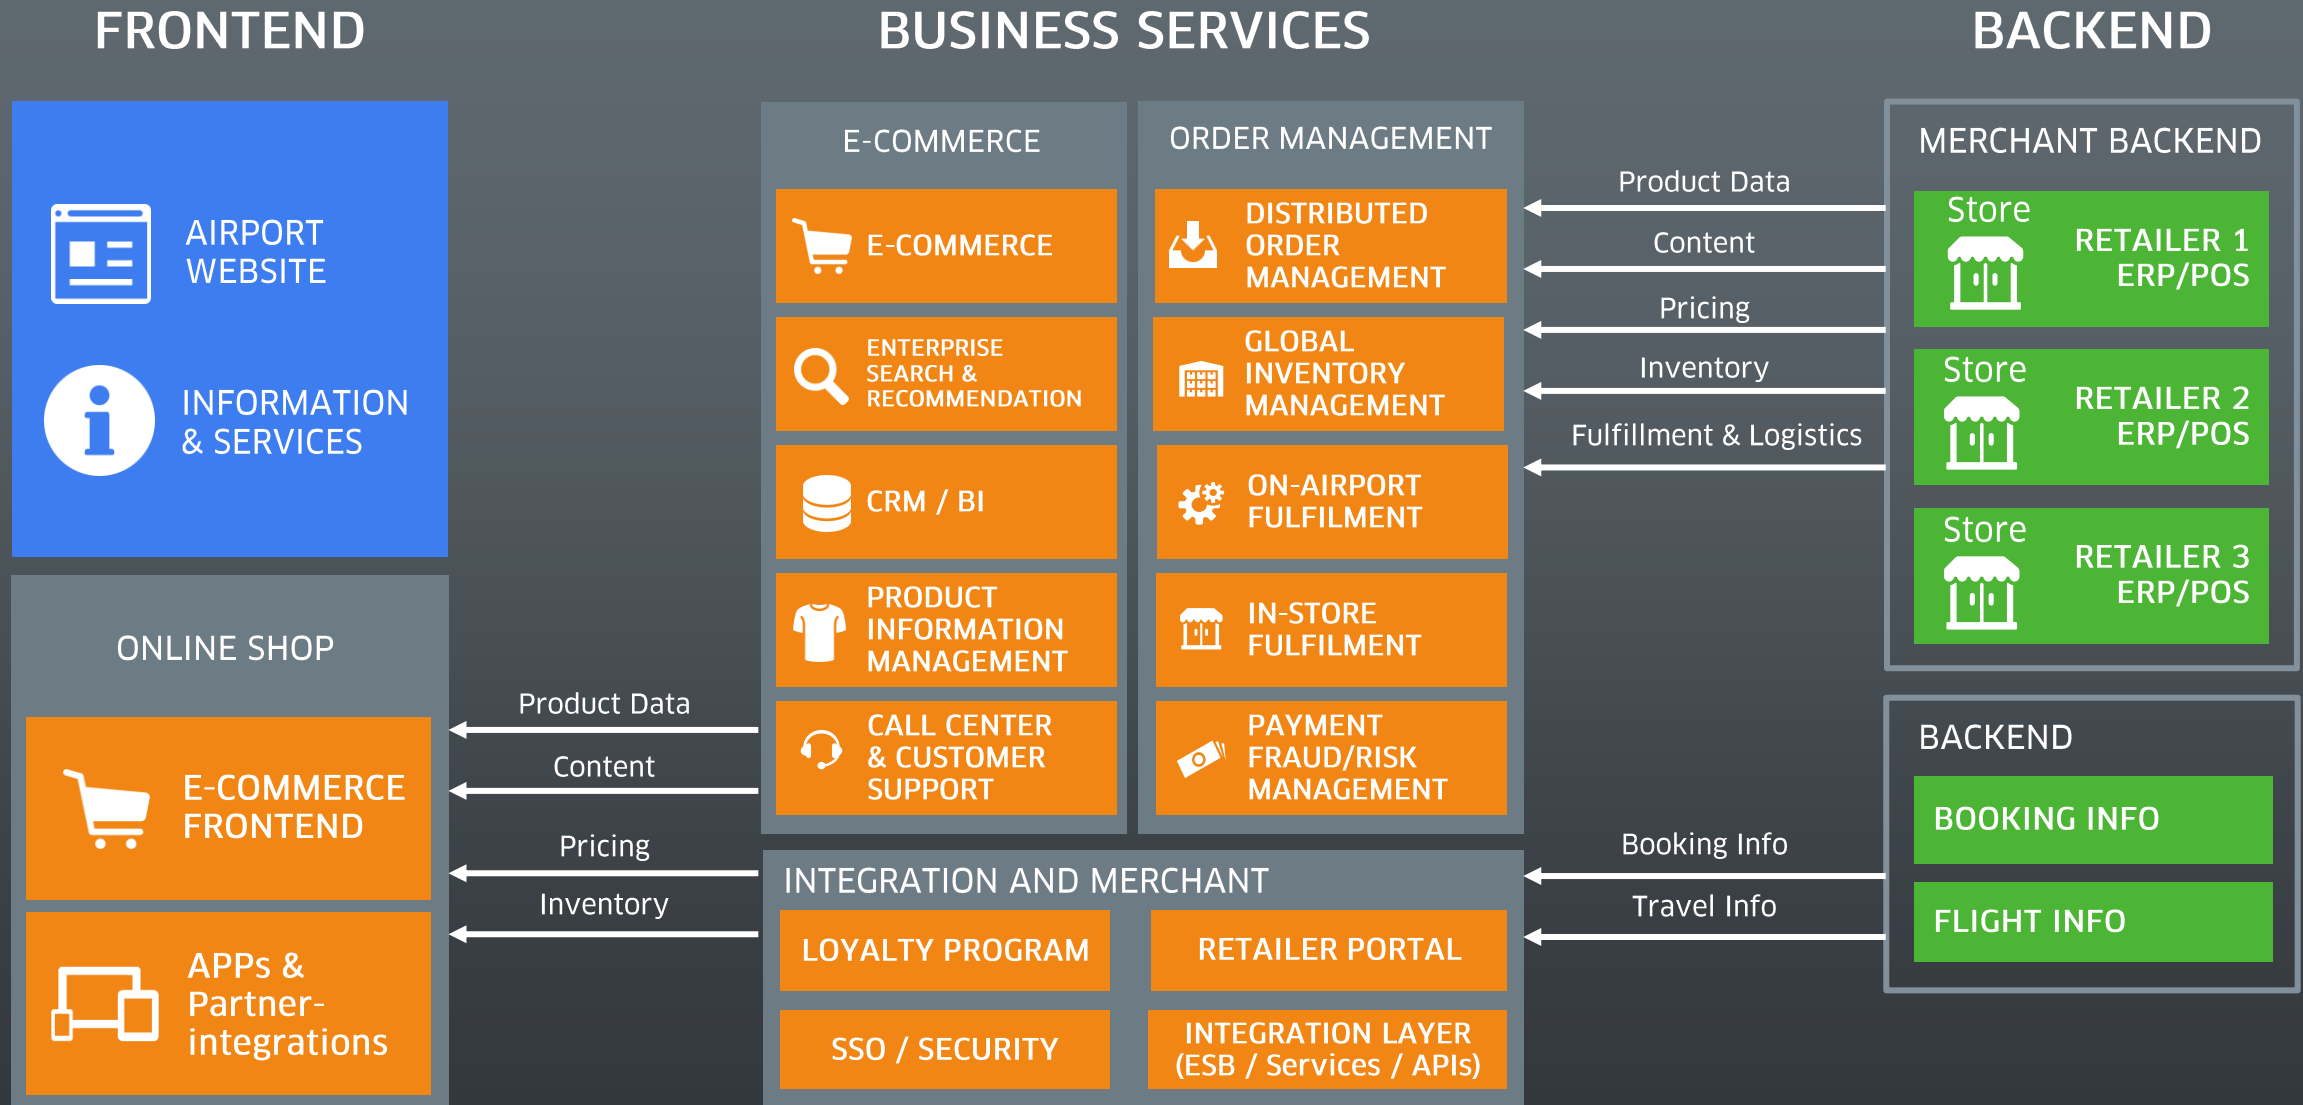 FRONTEND
AIRPORT
WEBSITE
INFORMATION
& SERVICES
ONLINE SHOP
E-COMMERCE
FRONTEND
APPs &
Partner-
integrations
Product Data
Content
Pricing
Inventory
BUSINESS SERVICES
E-COMMERCE
E-COMMERCE
ENTERPRISE
SEARCH &
RECOMMENDATION
CRM / BI
PRODUCT
INFORMATION
MANAGEMENT
CALL CENTER
& CUSTOMER
SUPPORT
ORDER MANAGEMENT
DISTRIBUTED
ORDER
MANAGEMENT
GLOBAL
INVENTORY
MANAGEMENT
ON-AIRPORT
FULFILMENT
IN-STORE
FULFILMENT
PAYMENT
FRAUD/RISK
MANAGEMENT
INTEGRATION AND MERCHANT
LOYALTY PROGRAM
RETAILER PORTAL
SSO / SECURITY
INTEGRATION LAYER
(ESB / Services / APIs)
Product Data
Content
Pricing
Inventory
Fulfillment & Logistics
Booking Info
Travel Info
BACKEND
MERCHANT BACKEND
Store
RETAILER 1
ERP/POS
Store
RETAILER 2
ERP/POS
Store
RETAILER 3
ERP/POS
BACKEND
BOOKING INFO
FLIGHT INFO